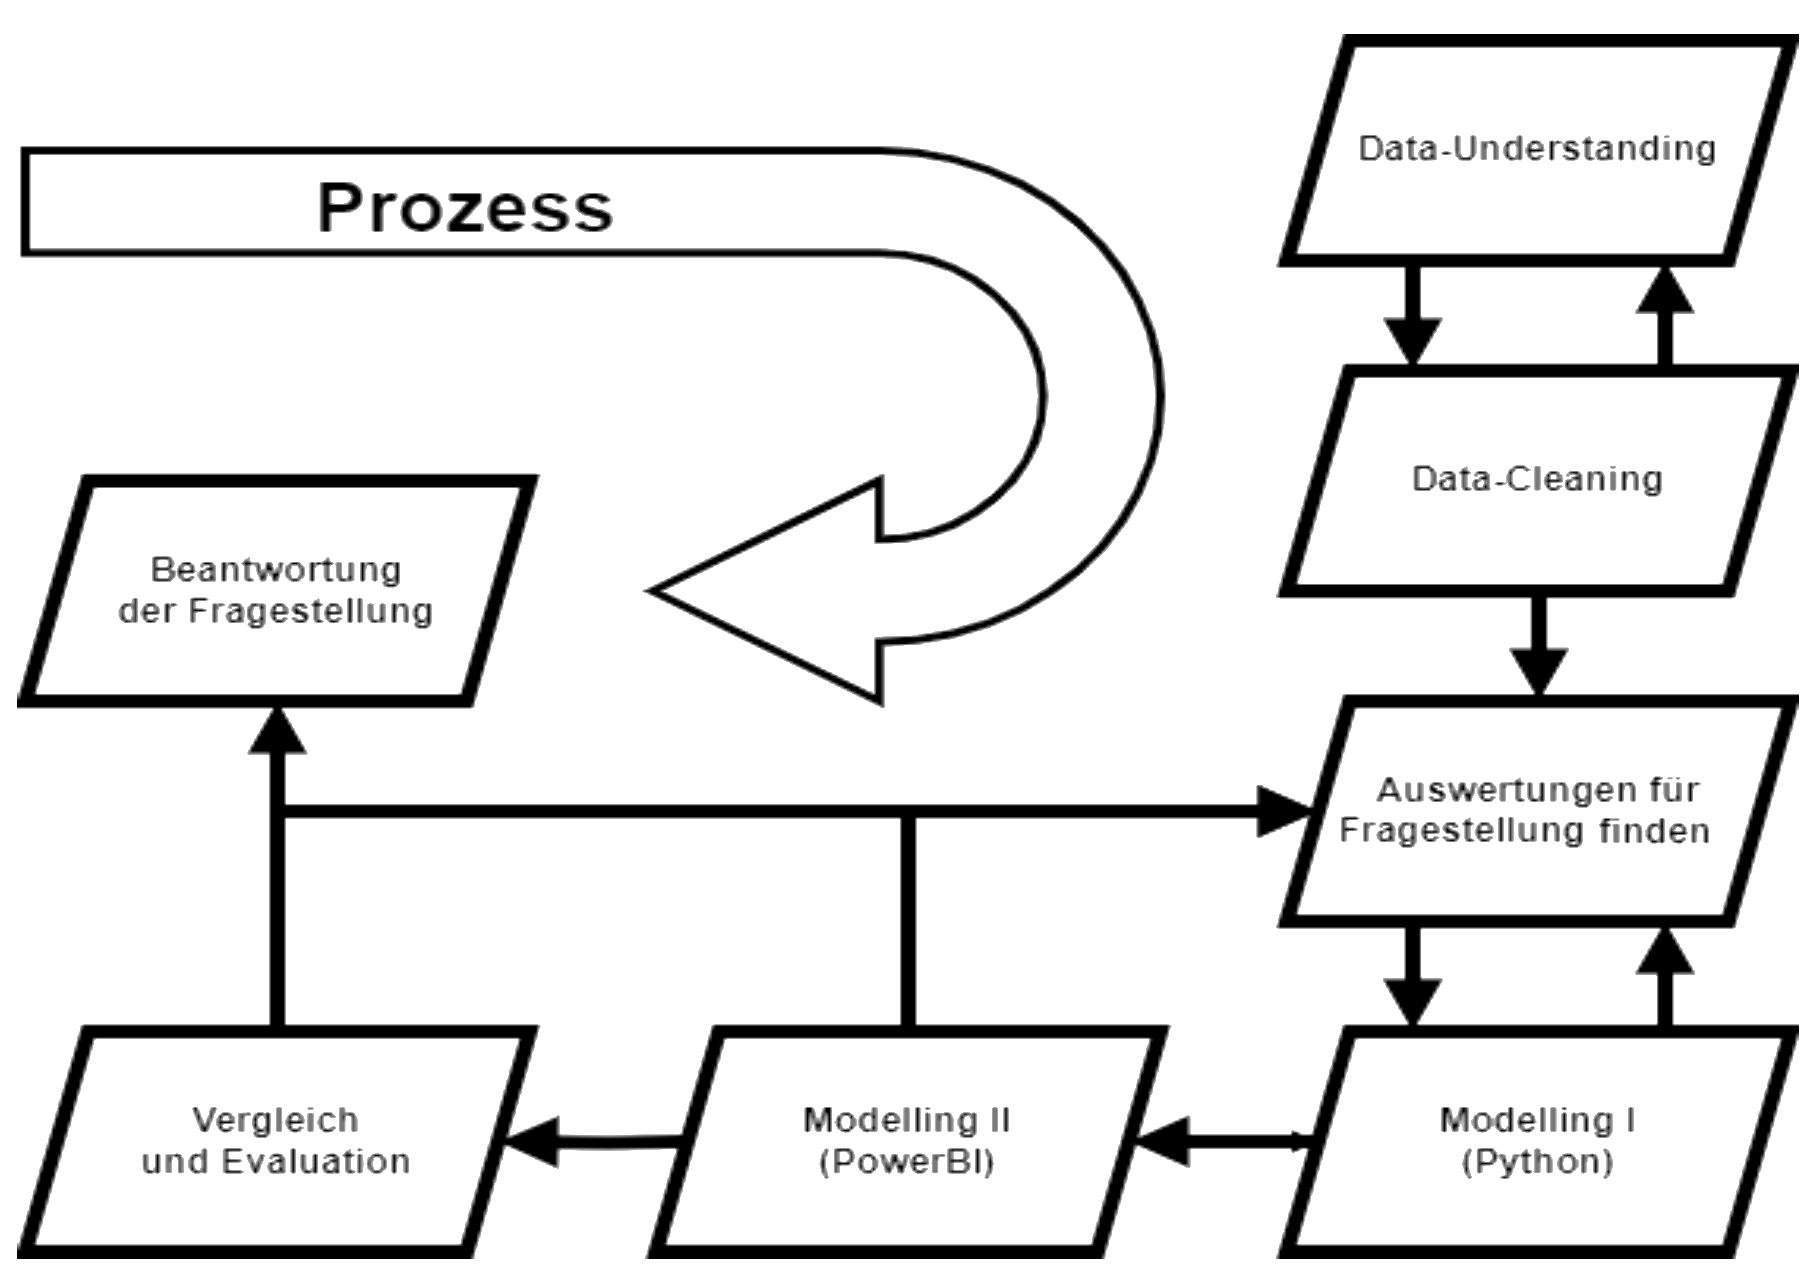 Prozess
Data-Understanding
Data-Cleaning
Auswertungen für
Fragestellung finden
Modelling I
(Python)
Modelling II
(PowerBI)
Vergleich
und Evaluation
Beantwortung
der Fragestellung